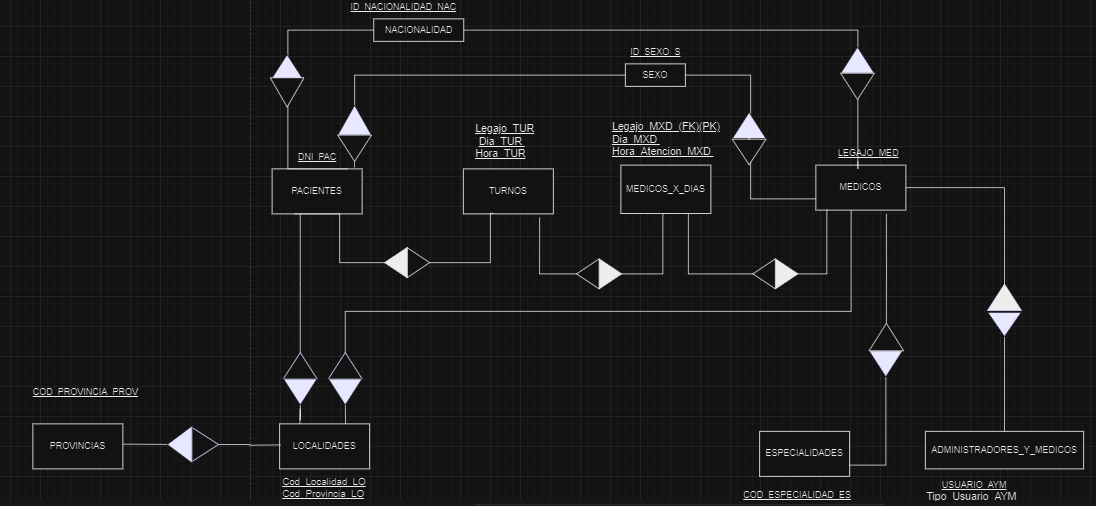 ID_NACIONALIDAD_NAC
NACIONALIDAD
ID_SEXO_S
SEXO
Legajo_TUR
Dia_TUR
Hora_TUR
Legajo_MXD_(FK)(PK)
Dia_MXD
Hora_Atencion_MXD
DNI_PAC
LEGAJO_MED
PACIENTES
TURNOS
MEDICOS_X_DIAS
MEDICOS
COD_PROVINCIA_PROV
PROVINCIAS
LOCALIDADES
ESPECIALIDADES
ADMINISTRADORES_Y_MEDICOS
Cod_Localidad_LO
Cod_Provincia_LO
COD_ESPECIALIDAD_ES
USUARIO_AYM
Tipo_Usuario_AYM